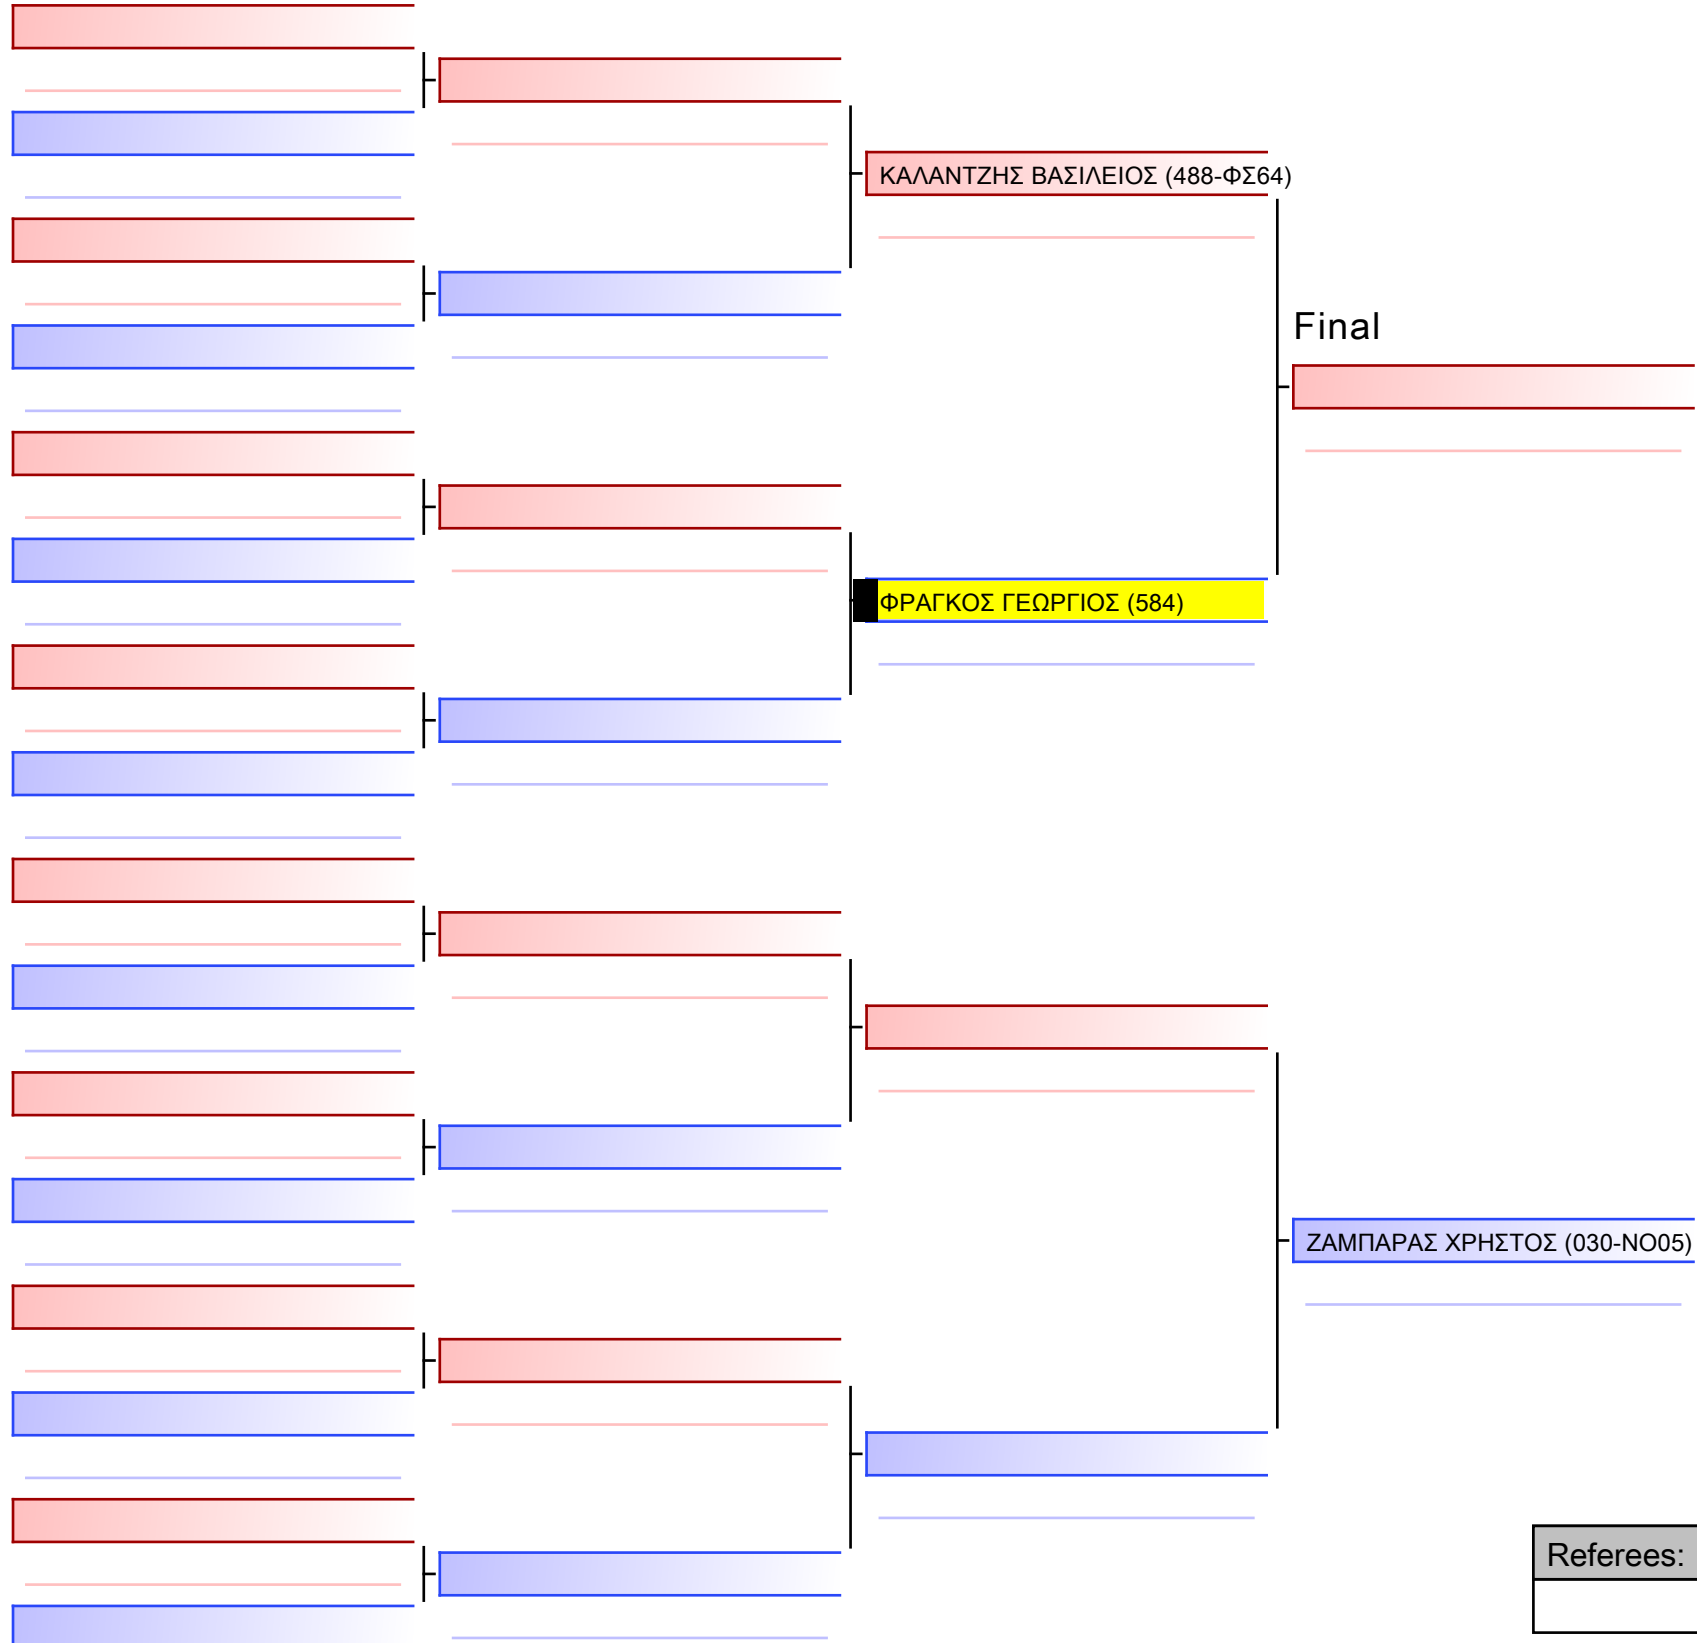 ΚΑΛΑΝΤΖΗΣ ΒΑΣΙΛΕΙΟΣ (488-ΦΣ64)
Final
ΦΡΑΓΚΟΣ ΓΕΩΡΓΙΟΣ (584)
ΖΑΜΠΑΡΑΣ ΧΡΗΣΤΟΣ (030-ΝΟ05)
Referees: